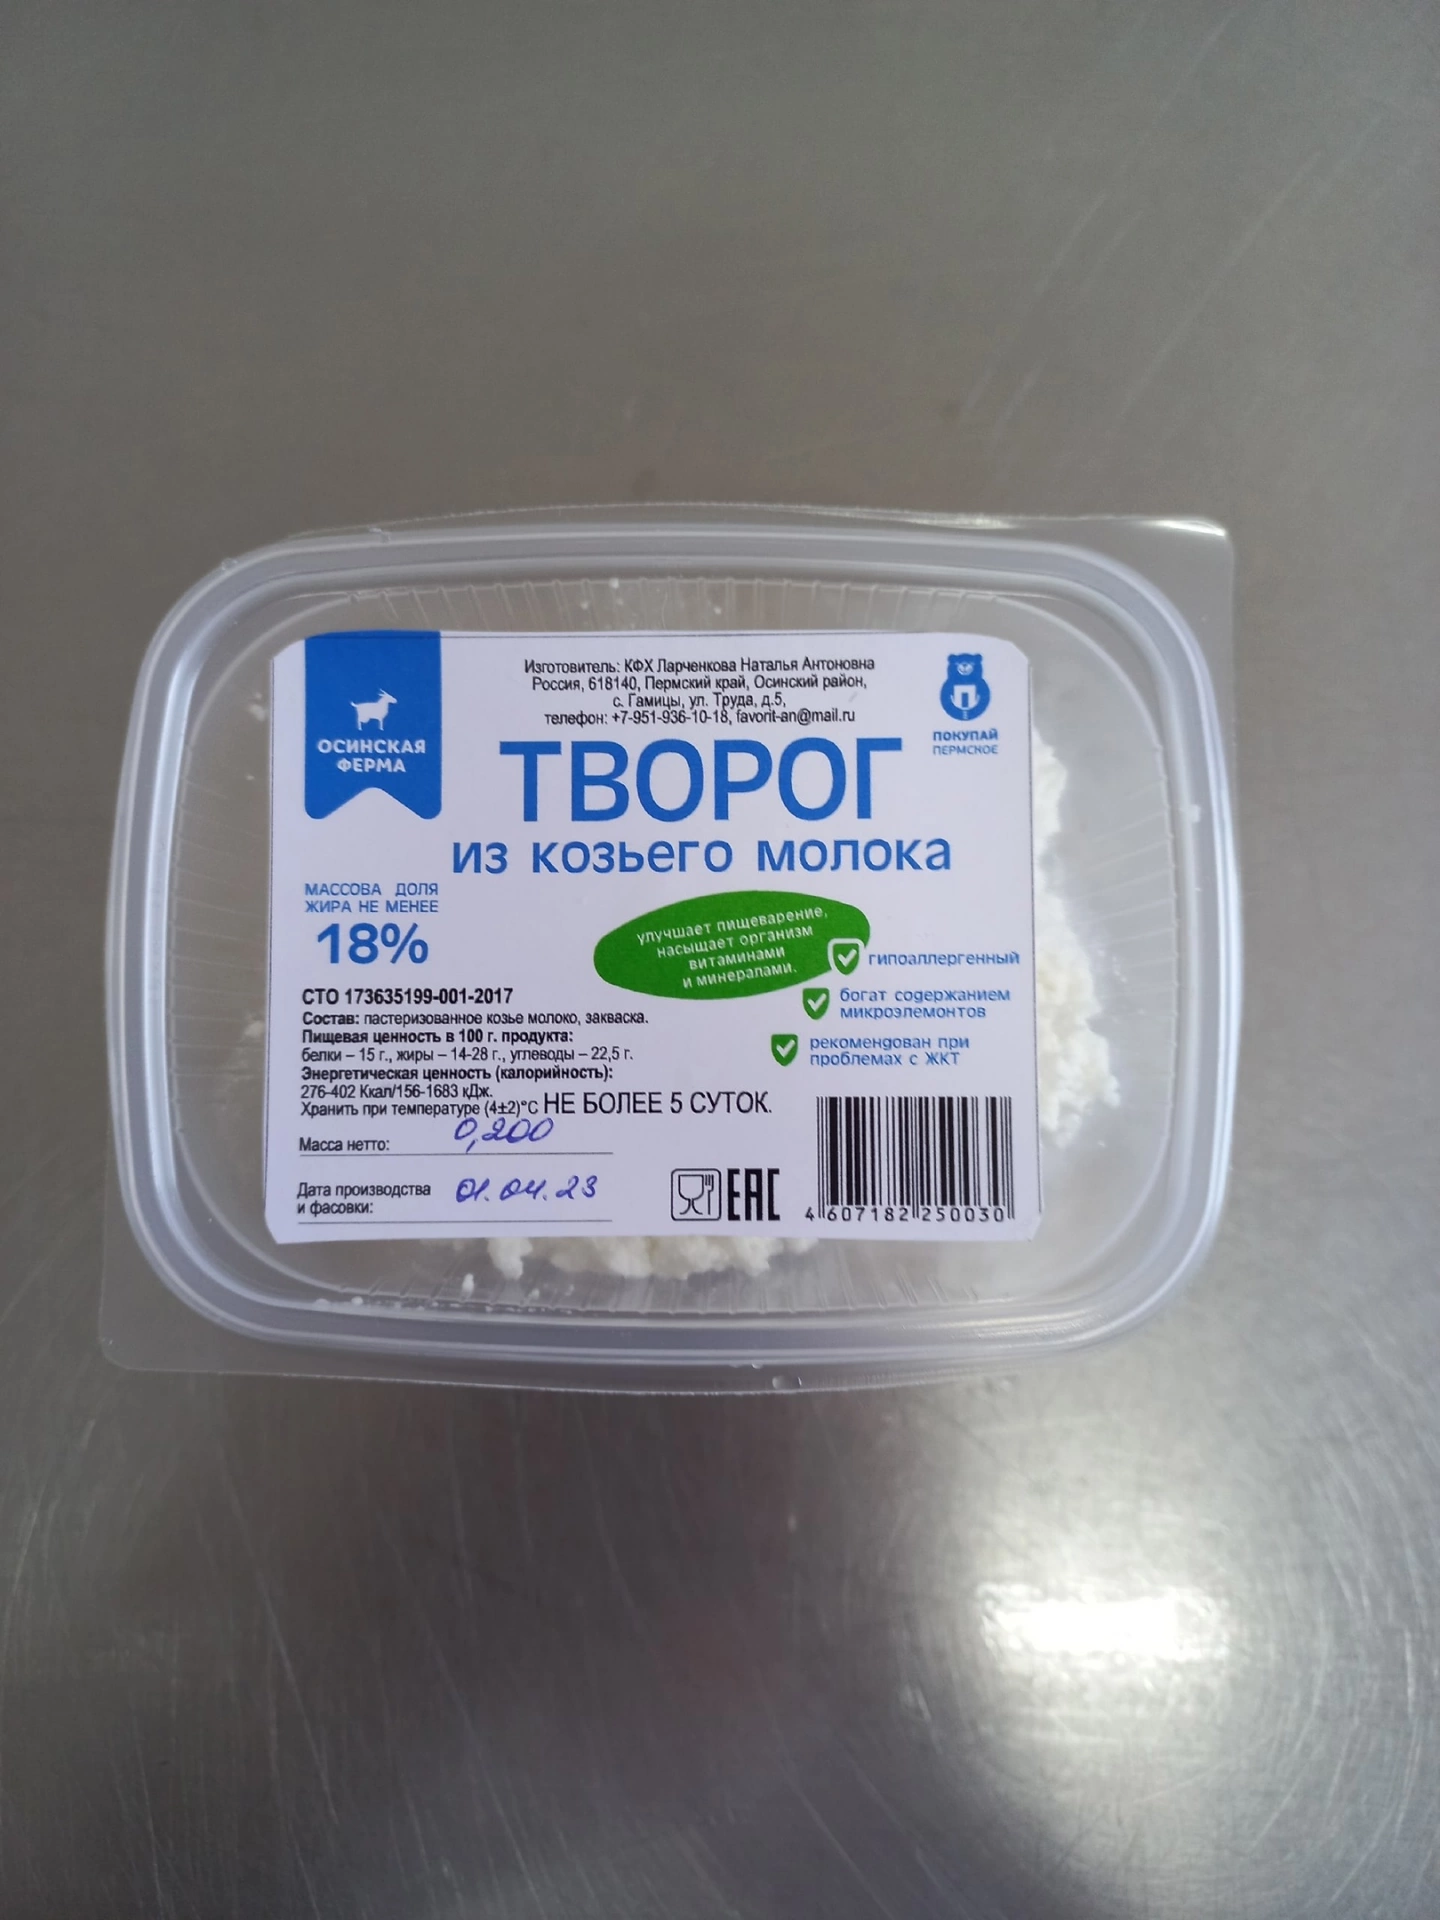 Изготовитель: КФХ Ларченкова Наталья Антоновна
Россия, 618140, Пермский край, Осинский район,
с. Гамицы, ул. Труда, д.5,
телефон: +7-951-936-10-18, favorit-an@mail.ru
ОСИНСКАЯ
ФЕРМА
ПОКУПАЙ
ПЕРМСКОЕ
ТВОРОГ
из козьего молока
МАССОВА ДОЛЯ
ЖИРА НЕ МЕНЕЕ
18%
улучшает пищеварение,
насыщает организм
витаминами
и минералами.
гипоаллергенный
богат содержанием
микроэлемонтов
рекомендован при
проблемах с ЖКТ
СТО 173635199-001-2017
Состав: пастеризованное козье молоко, закваска.
Пищевая ценность в 100 г. продукта:
белки – 15 г., жиры – 14-28 г., углеводы – 22,5 г.
Энергетическая ценность (калорийность):
276-402 Ккал/156-1683 кДж.
Хранить при температуре (4±2)°С НЕ БОЛЕЕ 5 СУТОК.
Масса нетто: 0,200
Дата производства
и фасовки: 01.04.23
EAC
4 607182 250030